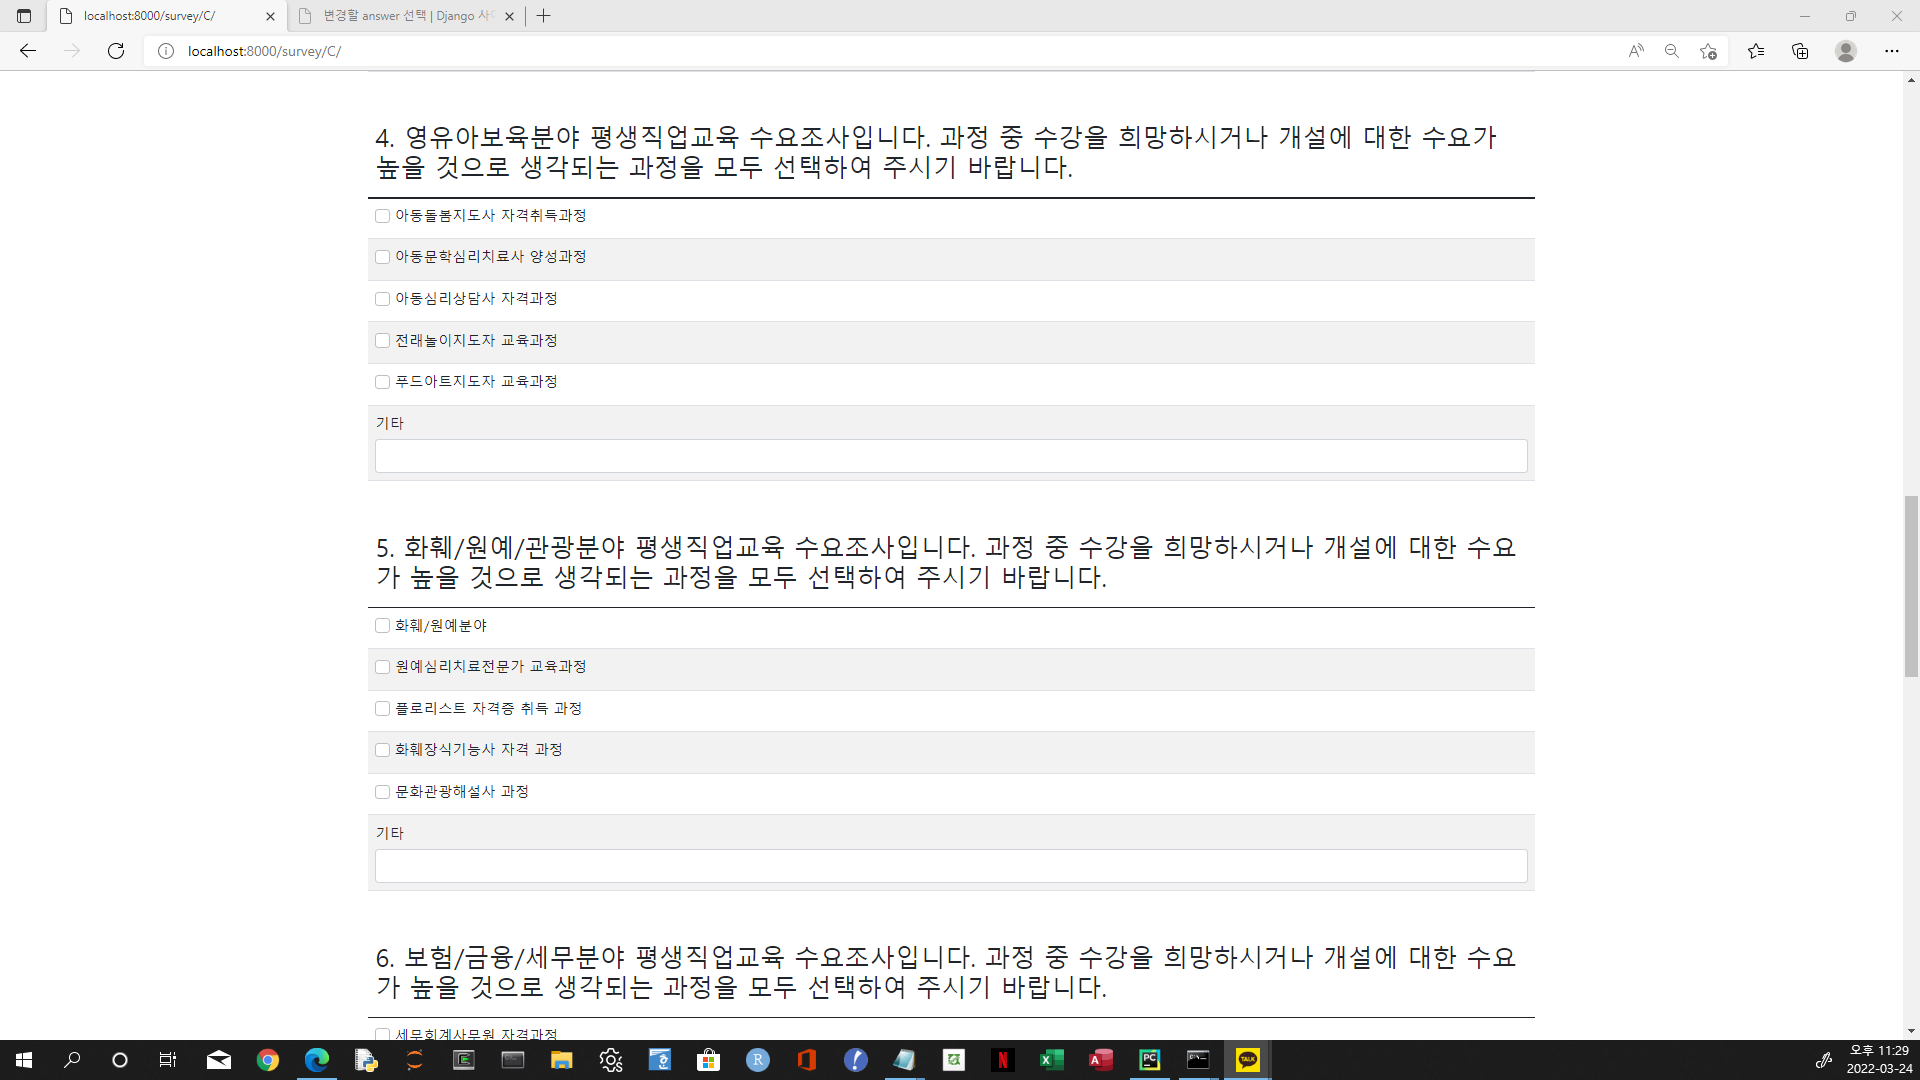 localhost:8000/survey/C/
변경할 answer 선택 | Django 사
localhost:8000/survey/C/
4. 영유아보육분야 평생직업교육 수요조사입니다. 과정 중 수강을 희망하시거나 개설에 대한 수요가
높을 것으로 생각되는 과정을 모두 선택하여 주시기 바랍니다.
아동돌봄지도사 자격취득과정
아동문학심리치료사 양성과정
아동심리상담사 자격과정
전래놀이지도자 교육과정
푸드아트지도자 교육과정
기타
5. 화훼/원예/관광분야 평생직업교육 수요조사입니다. 과정 중 수강을 희망하시거나 개설에 대한 수요
가 높을 것으로 생각되는 과정을 모두 선택하여 주시기 바랍니다.
화훼/원예분야
원예심리치료전문가 교육과정
플로리스트 자격증 취득 과정
화훼장식기능사 자격 과정
문화관광해설사 과정
기타
6. 보험/금융/세무분야 평생직업교육 수요조사입니다. 과정 중 수강을 희망하시거나 개설에 대한 수요
가 높을 것으로 생각되는 과정을 모두 선택하여 주시기 바랍니다.
세무회계사무원 자격과정
오후 11:29
2022-03-24